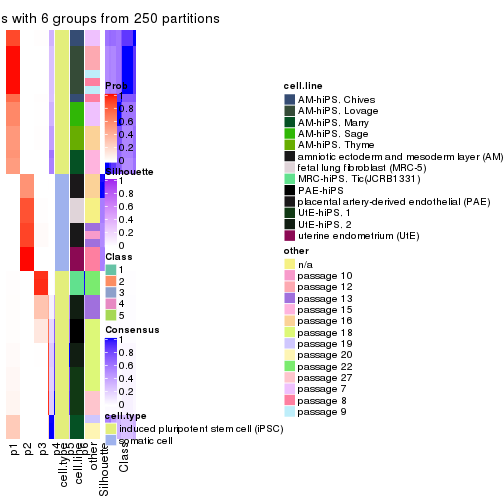 s with 6 groups from 250 partitions
Prob
0.8
0.6
0.4
0.2
0
Silhouette
1
0.8
0.6
0.4
0.2
0
Class
1
2
3
4
5
Consensus
1
0.8
0.6
0.4
0.2
0
cell.type
induced pluripotent stem cell (iPSC)
somatic cell
p1
p2
p3
p4
p5
p6
cell.type
cell.line
other
Silhouette
Class
cell.line
AM-hiPS. Chives
AM-hiPS. Lovage
AM-hiPS. Marry
AM-hiPS. Sage
AM-hiPS. Thyme
amniotic ectoderm and mesoderm layer (AM)
fetal lung fibroblast (MRC-5)
MRC-hiPS. Tic(JCRB1331)
PAE-hiPS
placental artery-derived endothelial (PAE)
UtE-hiPS. 1
UtE-hiPS. 2
uterine endometrium (UtE)
other
n/a
passage 10
passage 12
passage 13
passage 15
passage 16
passage 18
passage 19
passage 20
passage 22
passage 27
passage 7
passage 8
passage 9